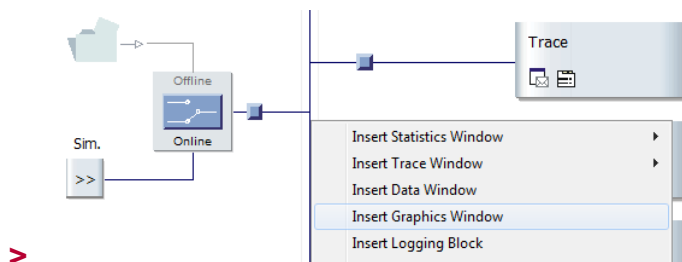 Trace
Offline
Online
Sim.
>>
Insert Statistics Window
Insert Trace Window
Insert Data Window
Insert Graphics Window
Insert Logging Block
>